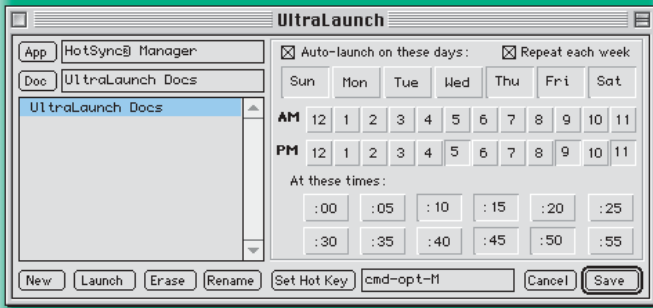 UltraLaunch
App HotSync® Manager
Doc UltraLaunch Docs
UltraLaunch Docs
Auto-launch on these days: Repeat each week
Sun Mon Tue Wed Thu Fri Sat
AM 12 1 2 3 4 5 6 7 8 9 10 11
PM 12 1 2 3 4 5 6 7 8 9 10 11
At these times:
:00 :05 :10 :15 :20 :25
:30 :35 :40 :45 :50 :55
New Launch Erase Rename Set Hot Key cmd-opt-M Cancel Save